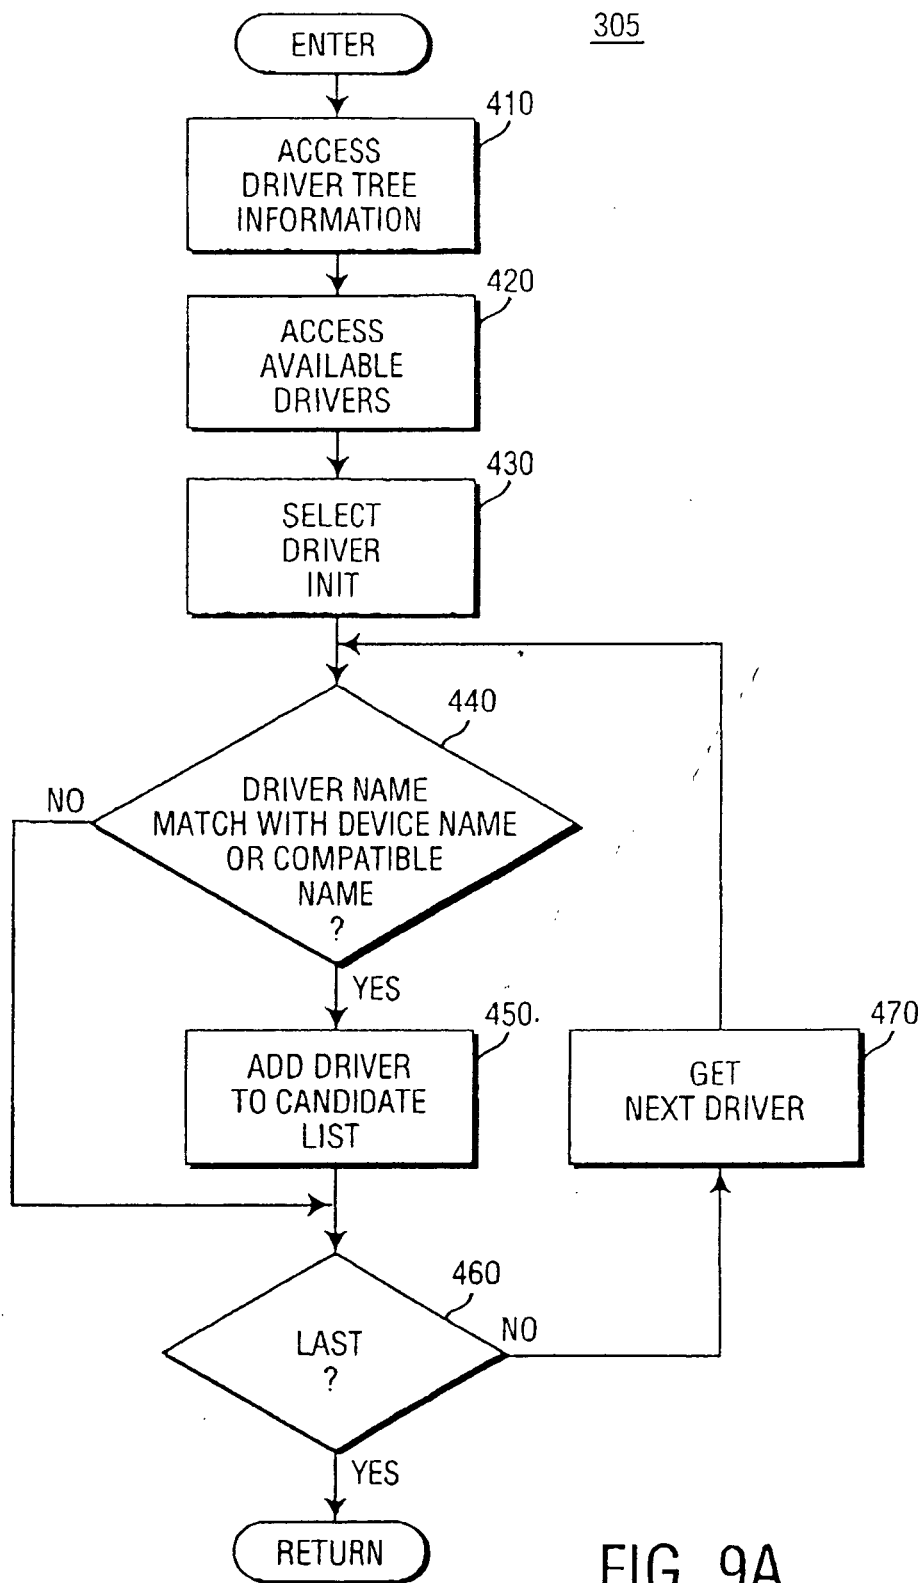 ENTER
305
410
ACCESS
DRIVER TREE
INFORMATION
420
ACCESS
AVAILABLE
DRIVERS
430
SELECT
DRIVER
INIT
440
NO
DRIVER NAME
MATCH WITH DEVICE NAME
OR COMPATIBLE
NAME
?
YES
450
ADD DRIVER
TO CANDIDATE
LIST
470
GET
NEXT DRIVER
460
LAST
?
NO
YES
RETURN
FIG. 9A